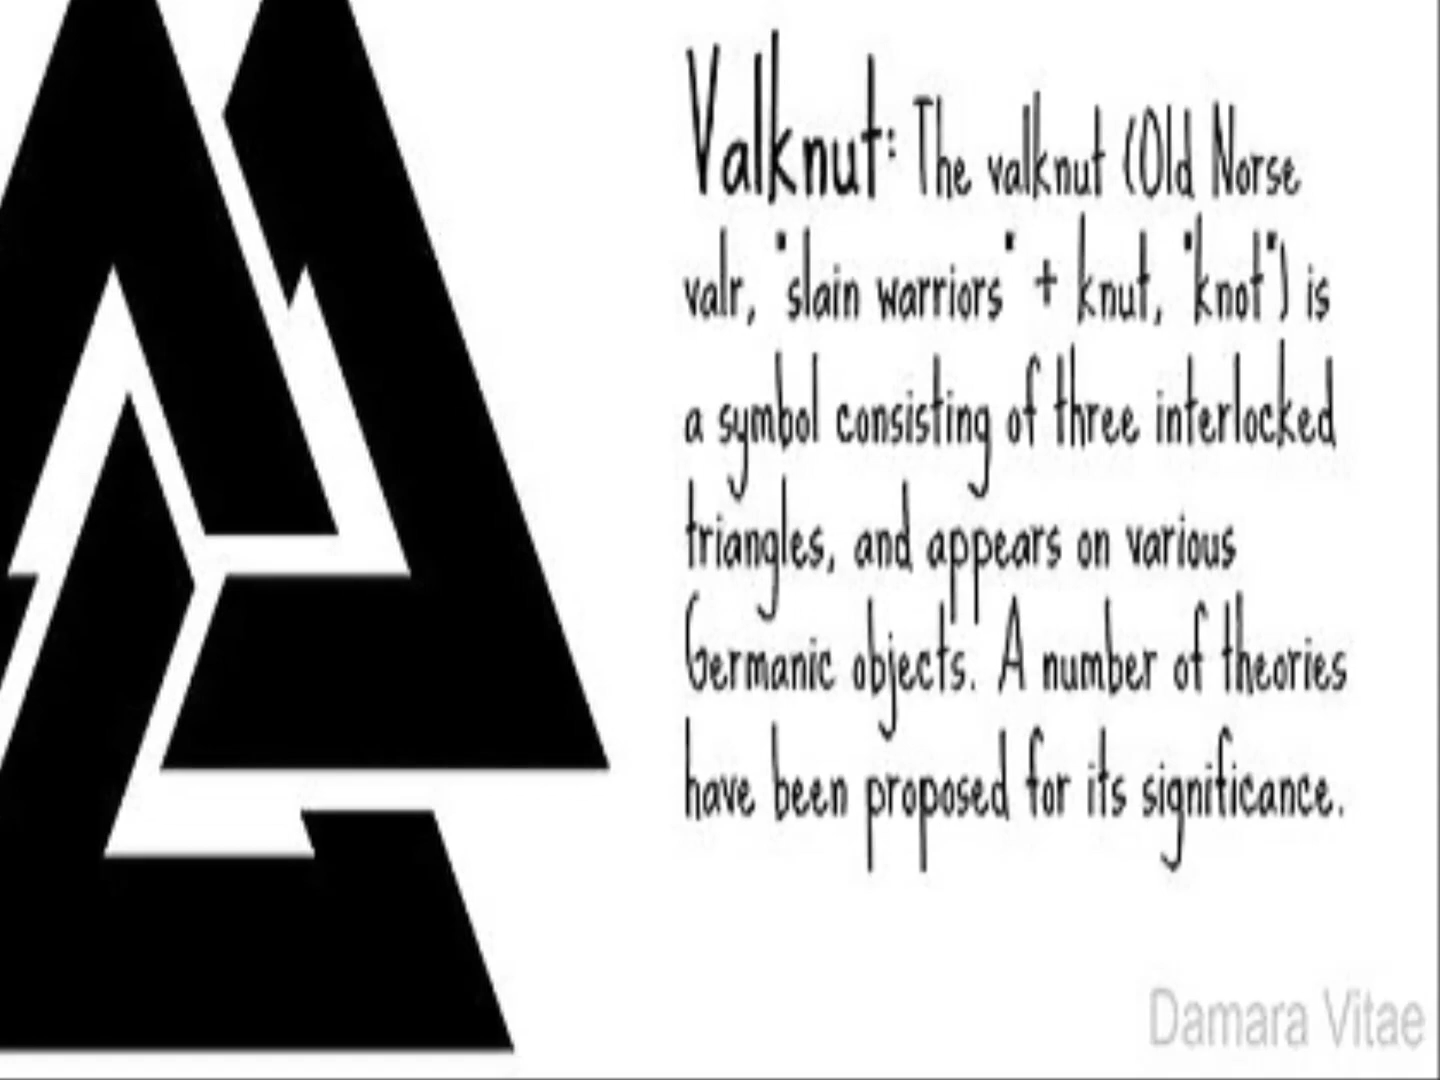 Valknut: The valknut (Old Norse
valr, "slain warriors" + knut, "knot") is
a symbol consisting of three interlocked
triangles, and appears on various
Germanic objects. A number of theories
have been proposed for its significance.
Damara Vitae